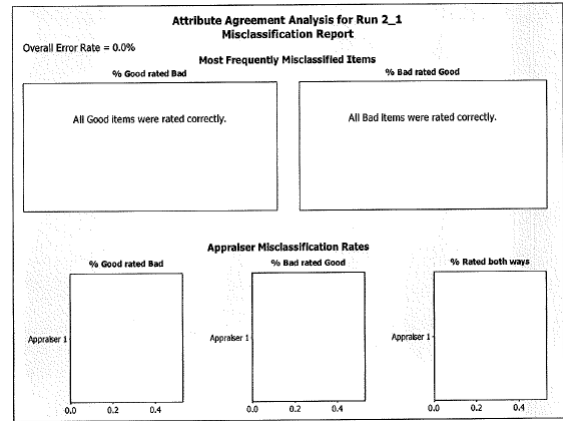 Attribute Agreement Analysis for Run 2_1
Misclassification Report
Overall Error Rate = 0.0%
Most Frequently Misclassified Items
% Good rated Bad
% Bad rated Good
All Good items were rated correctly.
All Bad items were rated correctly.
Appraiser Misclassification Rates
% Good rated Bad
% Bad rated Good
% Rated both ways
Appraiser 1
Appraiser 1
Appraiser 1
0.0 0.2 0.4
0.0 0.2 0.4
0.0 0.2 0.4